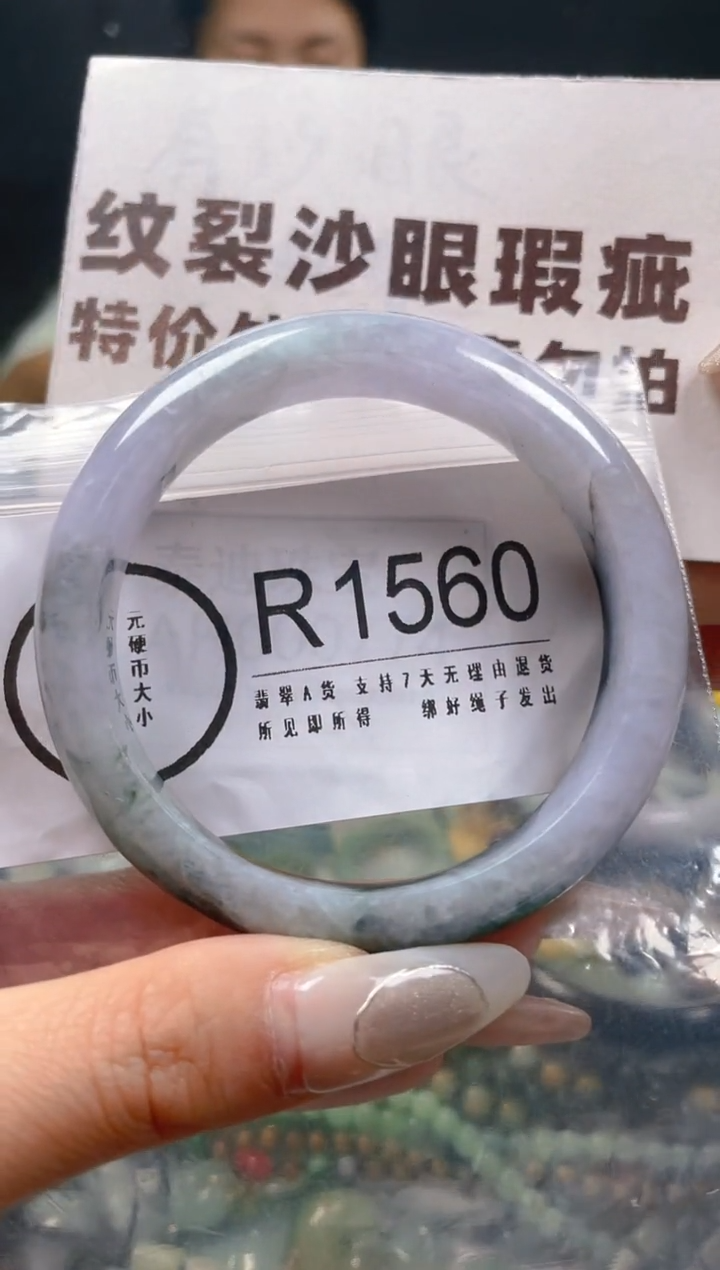 纹裂沙眼瑕疵
特价
拍
R1560
元硬币大小
翡翠A货 支持7天无理由退货
所见即所得 绑好绳子发出